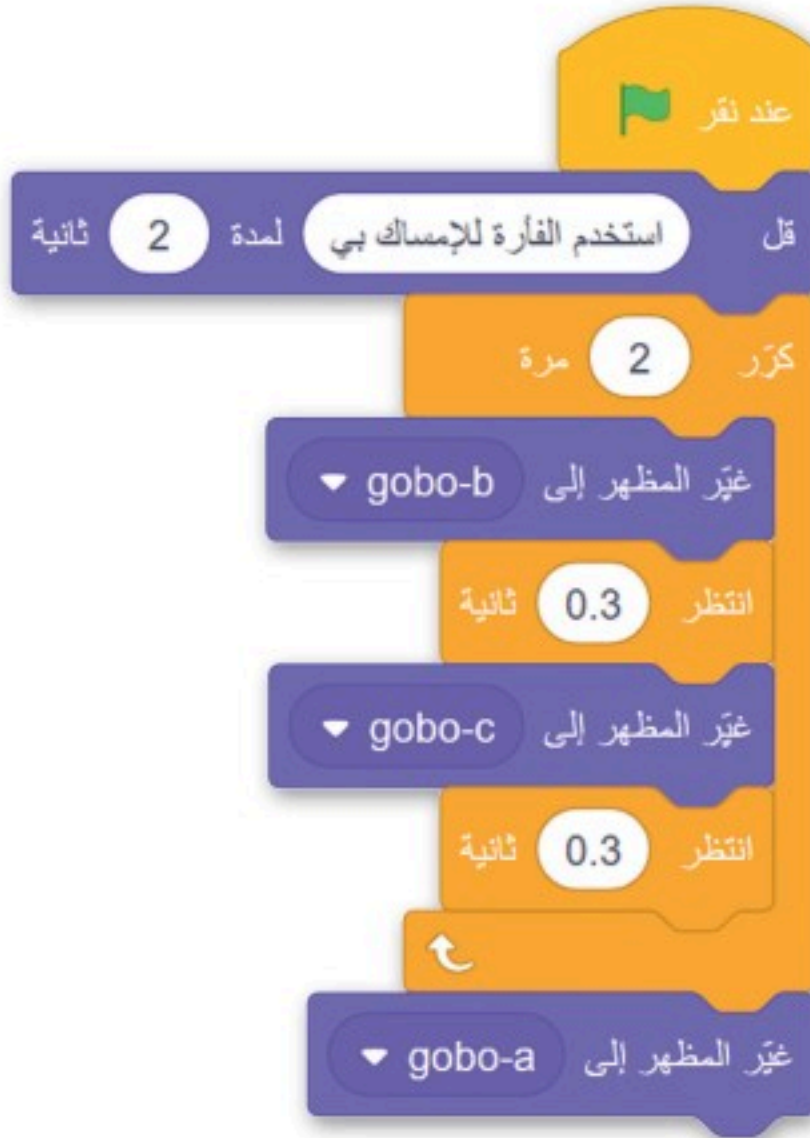 عند نقر
قل استخدم الفأرة للإمساك بي لمدة 2 ثانية
كرّر 2 مرة
غيّر المظهر إلى gobo-b
انتظر 0.3 ثانية
غيّر المظهر إلى gobo-c
انتظر 0.3 ثانية
غيّر المظهر إلى gobo-a